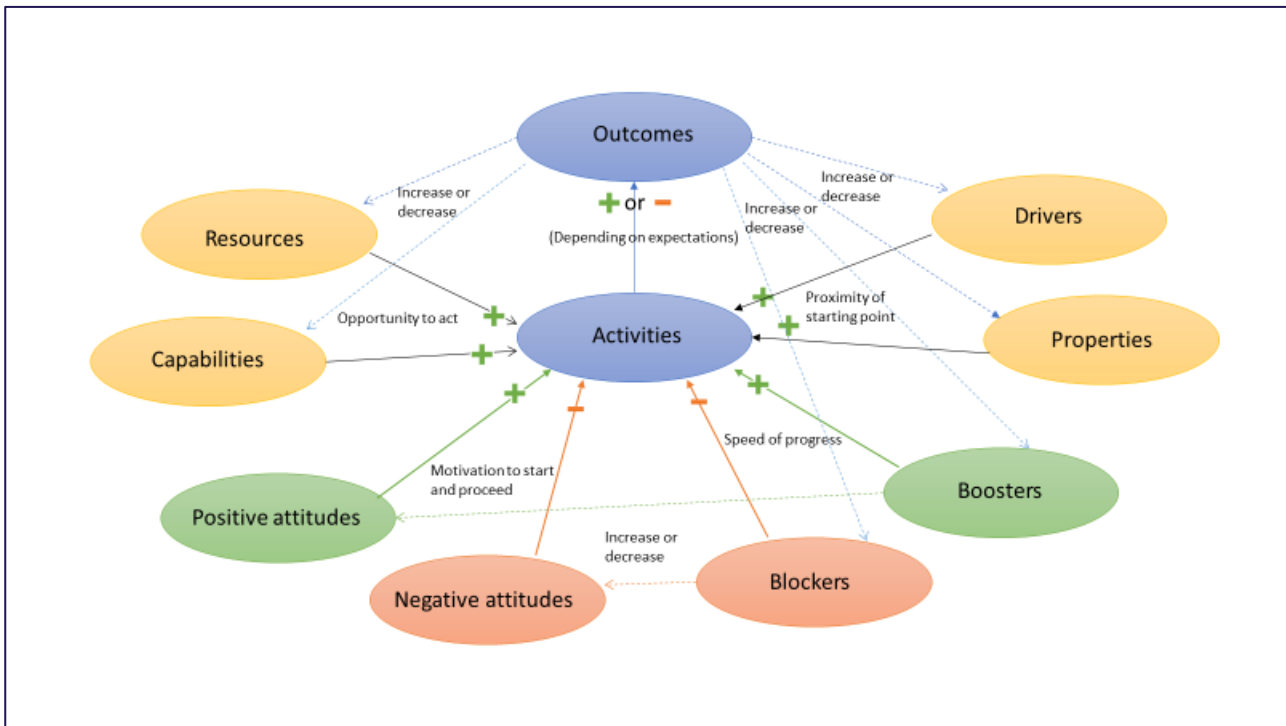 Outcomes
Increase or
decrease
+ or −
Increase or
decrease
Increase or
decrease
Drivers
Resources
(Depending on expectations)
+
Proximity of
starting point
Opportunity to act
+
Activities
+
Properties
Capabilities
+
+
+
−
−
Speed of progress
Motivation to start
and proceed
Boosters
Positive attitudes
Increase or
decrease
Blockers
Negative attitudes